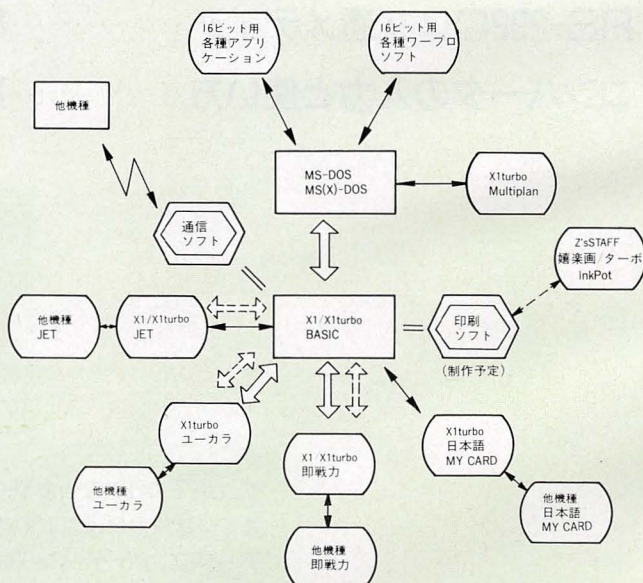 16ビット用
各種アプリ
ケーション
16ビット用
各種ワープロ
ソフト
他機種
MS-DOS
MS(X)-DOS
X1turbo
Multiplan
通信
ソフト
Z'sSTAFF
嬉楽画/ターボ
InkPot
他機種
JET
X1/X1turbo
JET
X1/X1turbo
BASIC
印刷
ソフト
(制作予定)
X1turbo
ユーカラ
X1/X1turbo
即戦力
X1turbo
日本語
MY CARD
他機種
ユーカラ
他機種
即戦力
他機種
日本語
MY CARD